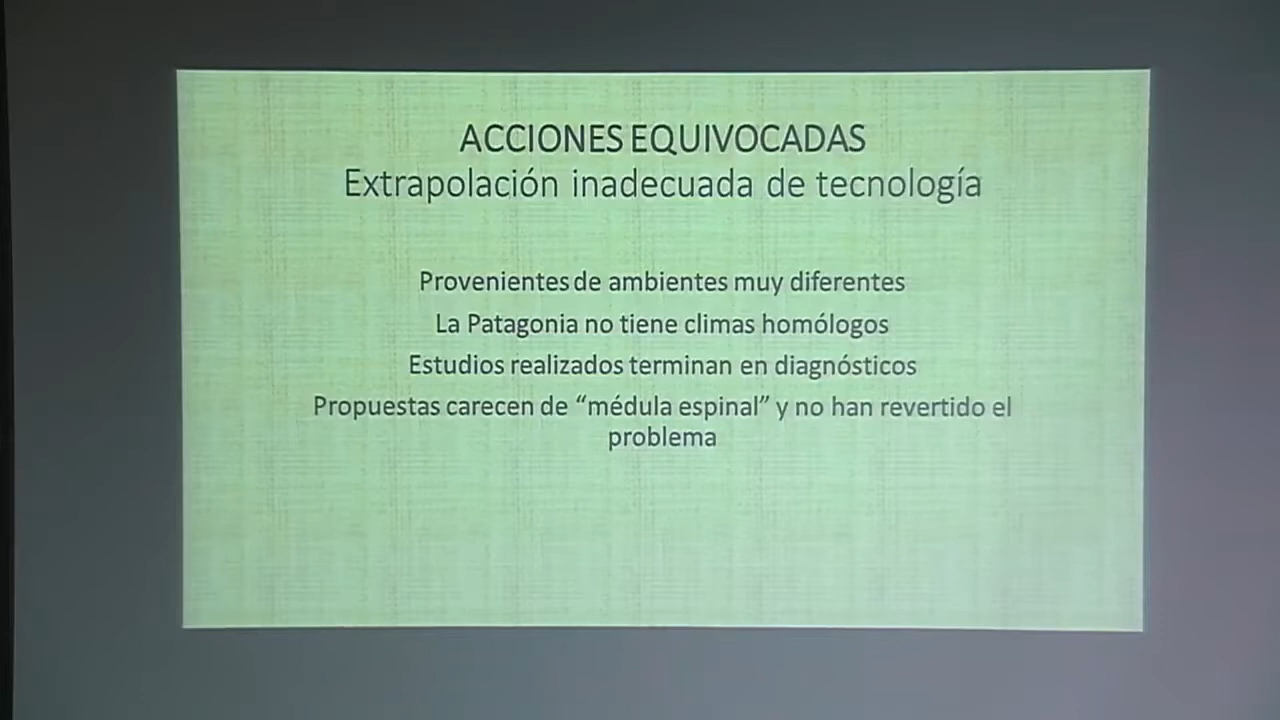 ACCIONES EQUIVOCADAS
Extrapolación inadecuada de tecnología
Provenientes de ambientes muy diferentes
La Patagonia no tiene climas homólogos
Estudios realizados terminan en diagnósticos
Propuestas carecen de “médula espinal” y no han revertido el
problema